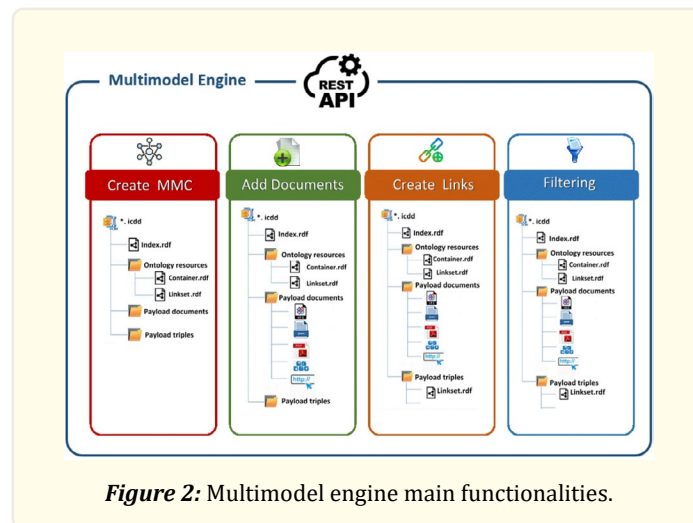 Multimodel Engine
REST
API
Create MMC
*. icdd
Index.rdf
Ontology resources
Container.rdf
Linkset.rdf
Payload documents
Payload triples
Add Documents
*. icdd
Index.rdf
Ontology resources
Container.rdf
Linkset.rdf
Payload documents
http://
Payload triples
Create Links
*. icdd
Index.rdf
Ontology resources
Container.rdf
Linkset.rdf
Payload documents
http://
Payload triples
Linkset.rdf
Filtering
*. icdd
Index.rdf
Ontology resources
Container.rdf
Linkset.rdf
Payload documents
http://
Payload triples
Linkset.rdf
Figure 2: Multimodel engine main functionalities.